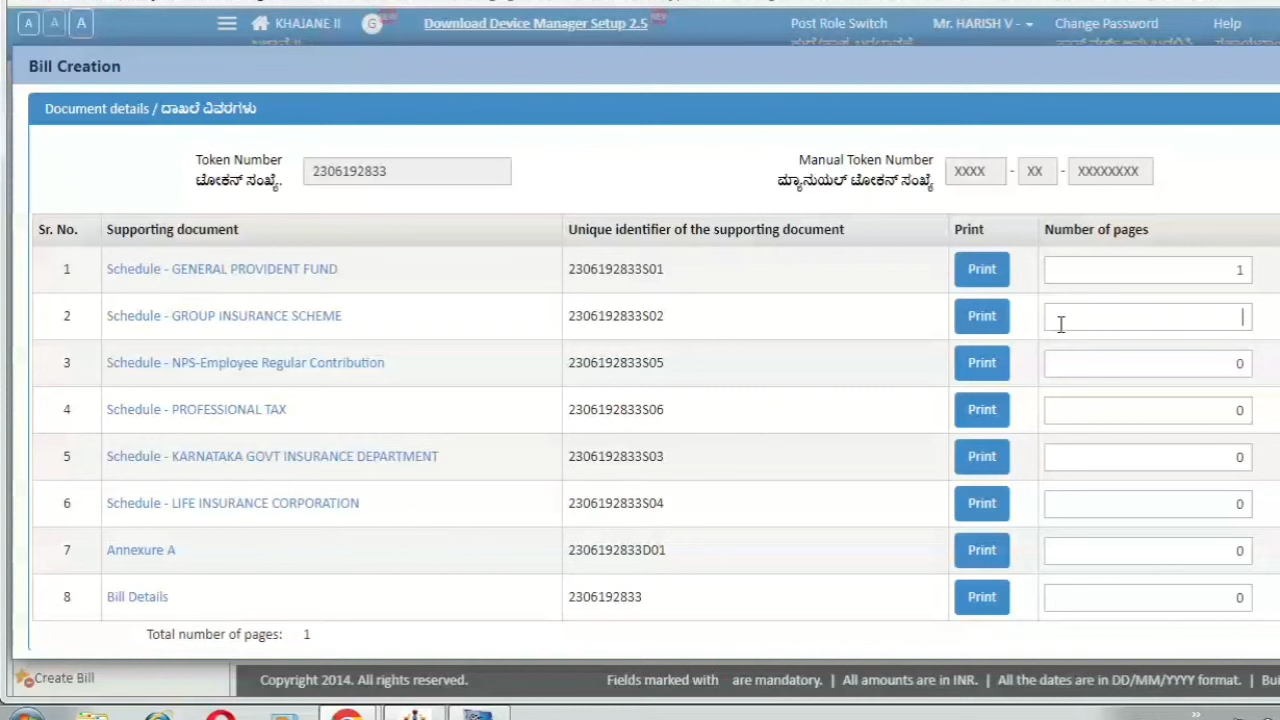 A A A KHAJANE II G Download Device Manager Setup 2.5 NEW Post Role Switch Mr. HARISH V - Change Password Help
Bill Creation
Document details / ದಾಖಲೆ ವಿವರಗಳು
Token Number 2306192833 Manual Token Number XXXX - XX - XXXXXXXX
ಟೋಕನ್ ಸಂಖ್ಯೆ. ಮ್ಯಾನುಯಲ್ ಟೋಕನ್ ಸಂಖ್ಯೆ
Sr. No. Supporting document Unique identifier of the supporting document Print Number of pages
1 Schedule - GENERAL PROVIDENT FUND 2306192833S01 Print 1
2 Schedule - GROUP INSURANCE SCHEME 2306192833S02 Print
3 Schedule - NPS-Employee Regular Contribution 2306192833S05 Print 0
4 Schedule - PROFESSIONAL TAX 2306192833S06 Print 0
5 Schedule - KARNATAKA GOVT INSURANCE DEPARTMENT 2306192833S03 Print 0
6 Schedule - LIFE INSURANCE CORPORATION 2306192833S04 Print 0
7 Annexure A 2306192833D01 Print 0
8 Bill Details 2306192833 Print 0
Total number of pages: 1
Create Bill Copyright 2014. All rights reserved. Fields marked with are mandatory. | All amounts are in INR. | All the dates are in DD/MM/YYYY format. |